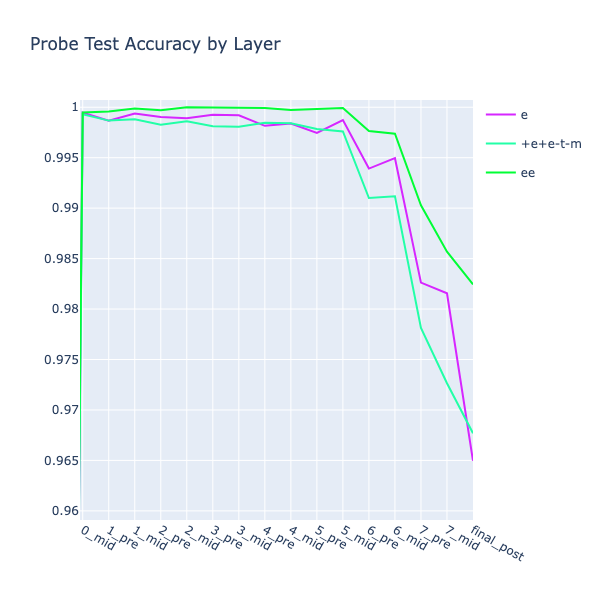 Probe Test Accuracy by Layer
1
0.995
0.99
0.985
0.98
0.975
0.97
0.965
0.96
0_mid
1_pre
1_mid
2_pre
2_mid
3_pre
3_mid
4_pre
4_mid
5_pre
5_mid
6_pre
6_mid
7_pre
7_mid
final_post
e
+e+e-t-m
ee